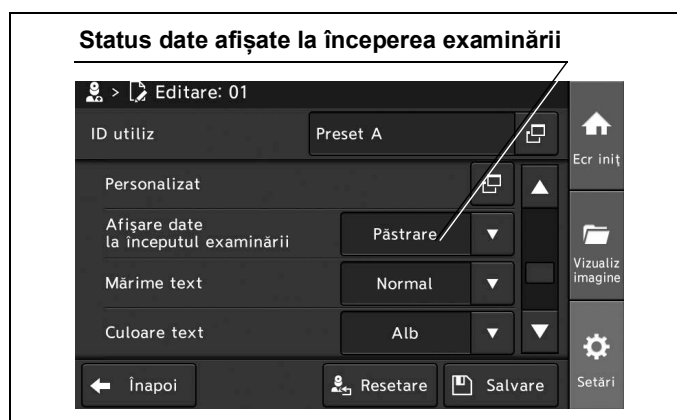 Status date afișate la începerea examinării
> Editare: 01
ID utiliz Preset A
Ecr iniț
Personalizat
Afișare date
la începutul examinării Păstrare
Mărime text Normal
Vizualiz
imagine
Culoare text Alb
Înapoi Resetare Salvare
Setări